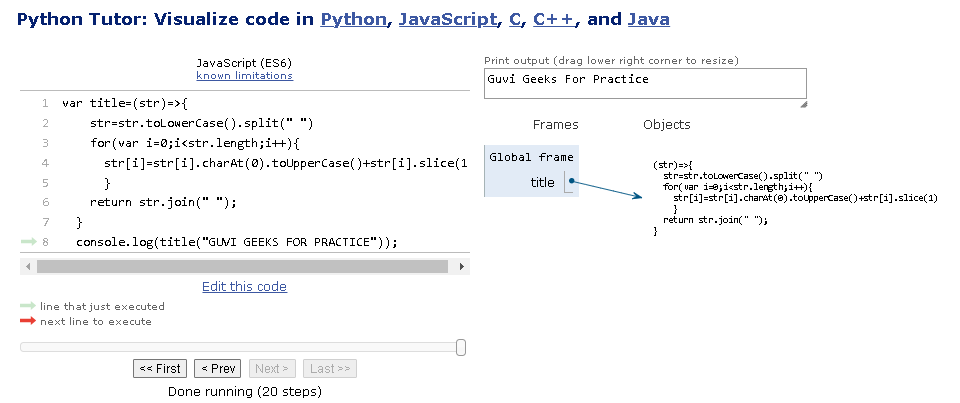 Python Tutor: Visualize code in Python, JavaScript, C, C++, and Java
JavaScript (ES6)
known limitations
1 var title=(str)=>{
2 str=str.toLowerCase().split(" ")
3 for(var i=0;i<str.length;i++){
4 str[i]=str[i].charAt(0).toUpperCase()+str[i].slice(1
5 }
6 return str.join(" ");
7 }
8 console.log(title("GUVI GEEKS FOR PRACTICE"));
Edit this code
line that just executed
next line to execute
<< First < Prev Next > Last >>
Done running (20 steps)
Print output (drag lower right corner to resize)
Guvi Geeks For Practice
Frames Objects
Global frame
title
(str)=>{
str=str.toLowerCase().split(" ")
for(var i=0;i<str.length;i++){
str[i]=str[i].charAt(0).toUpperCase()+str[i].slice(1)
}
return str.join(" ");
}